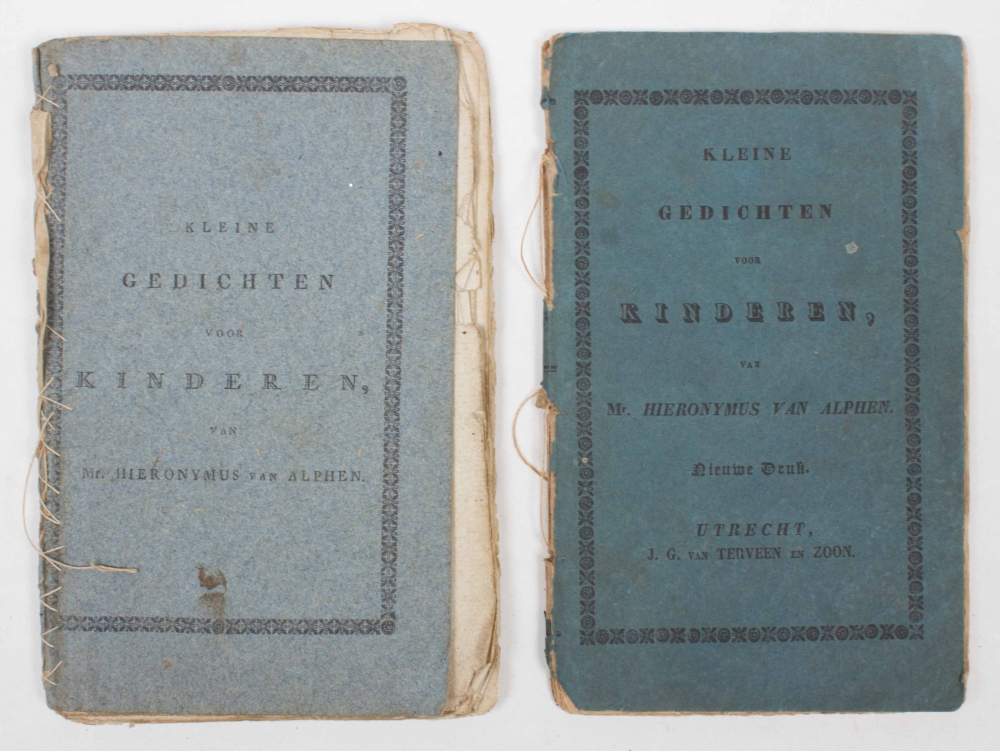 KLEINE
GEDICHTEN
VOOR
KINDEREN,
VAN
Mr. HIERONYMUS VAN ALPHEN.
KLEINE
GEDICHTEN
VOOR
KINDEREN,
VAN
Mr. HIERONYMUS VAN ALPHEN.
Nieuwe Druk.
UTRECHT,
J. G. VAN TERVEEN EN ZOON.